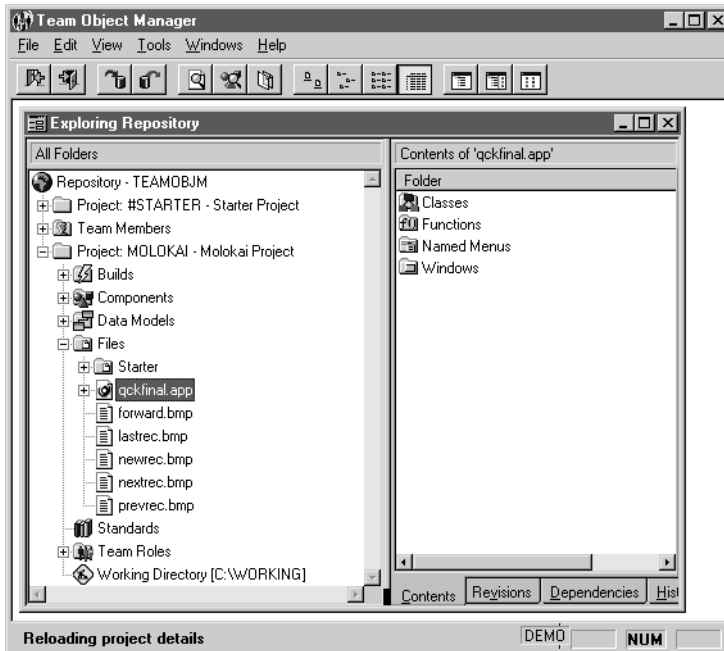 Team Object Manager
File Edit View Tools Windows Help
Exploring Repository
All Folders
Repository - TEAMOBJM
Project: #STARTER - Starter Project
Team Members
Project: MOLOKAI - Molokai Project
Builds
Components
Data Models
Files
Starter
qckfinal.app
forward.bmp
lastrec.bmp
newrec.bmp
nextrec.bmp
prevrec.bmp
Standards
Team Roles
Working Directory [C:\WORKING]
Contents of 'qckfinal.app'
Folder
Classes
f() Functions
Named Menus
Windows
Contents Revisions Dependencies His
Reloading project details DEMO NUM